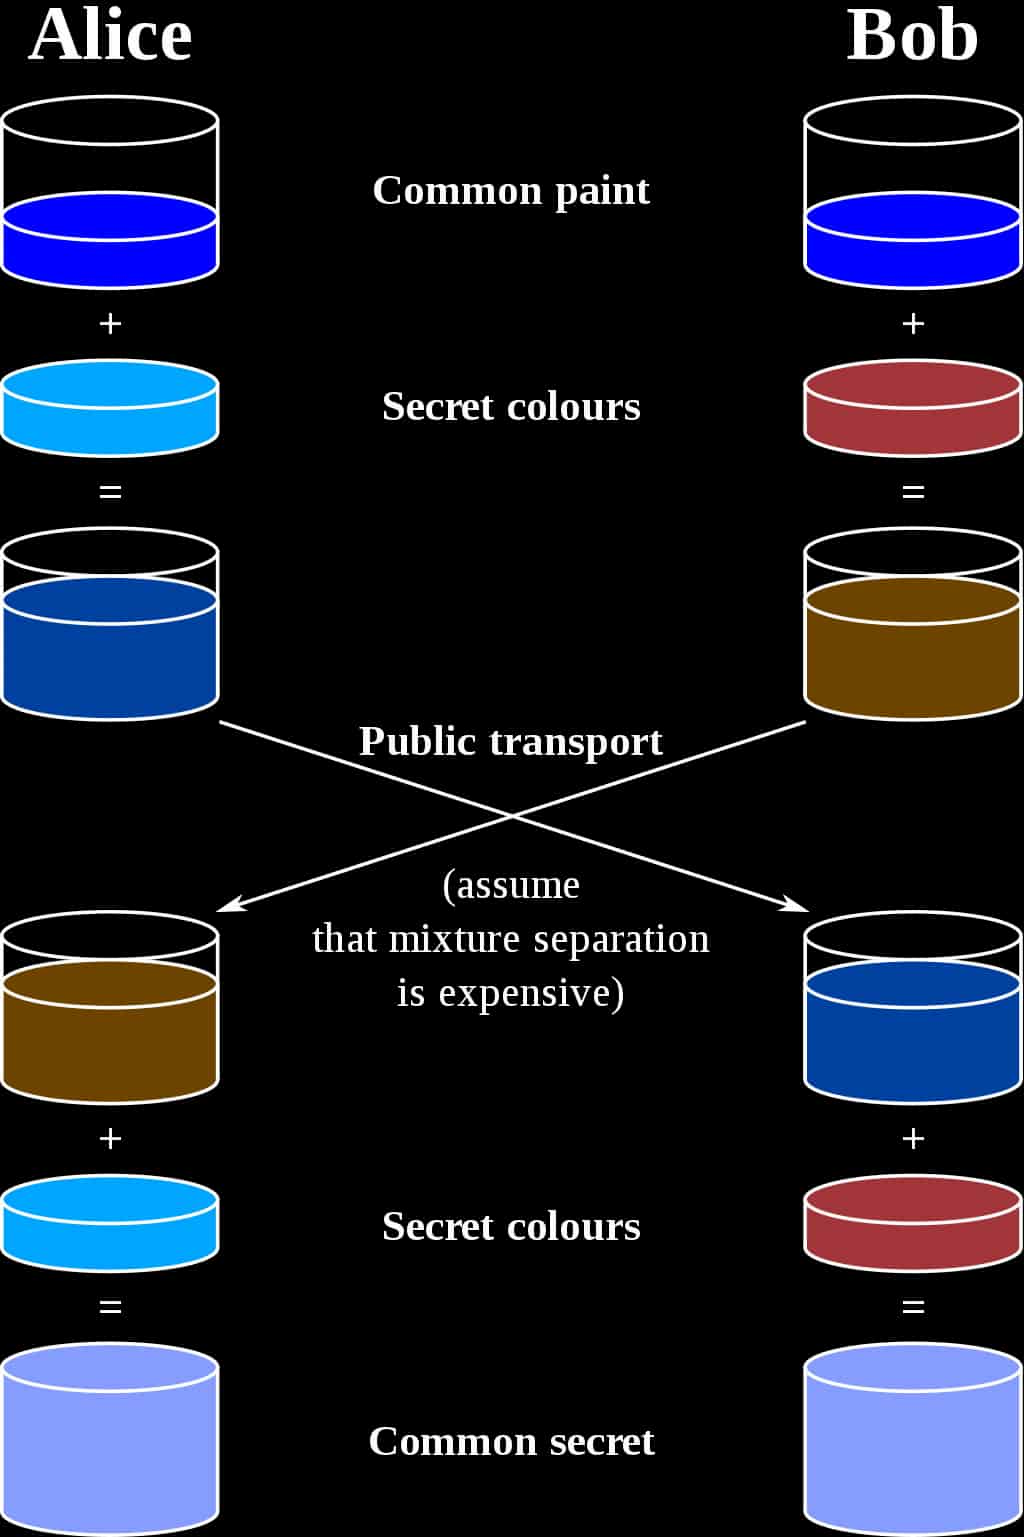 Alice
Bob
Common paint
+
+
Secret colours
=
=
Public transport
(assume
that mixture separation
is expensive)
+
+
Secret colours
=
=
Common secret